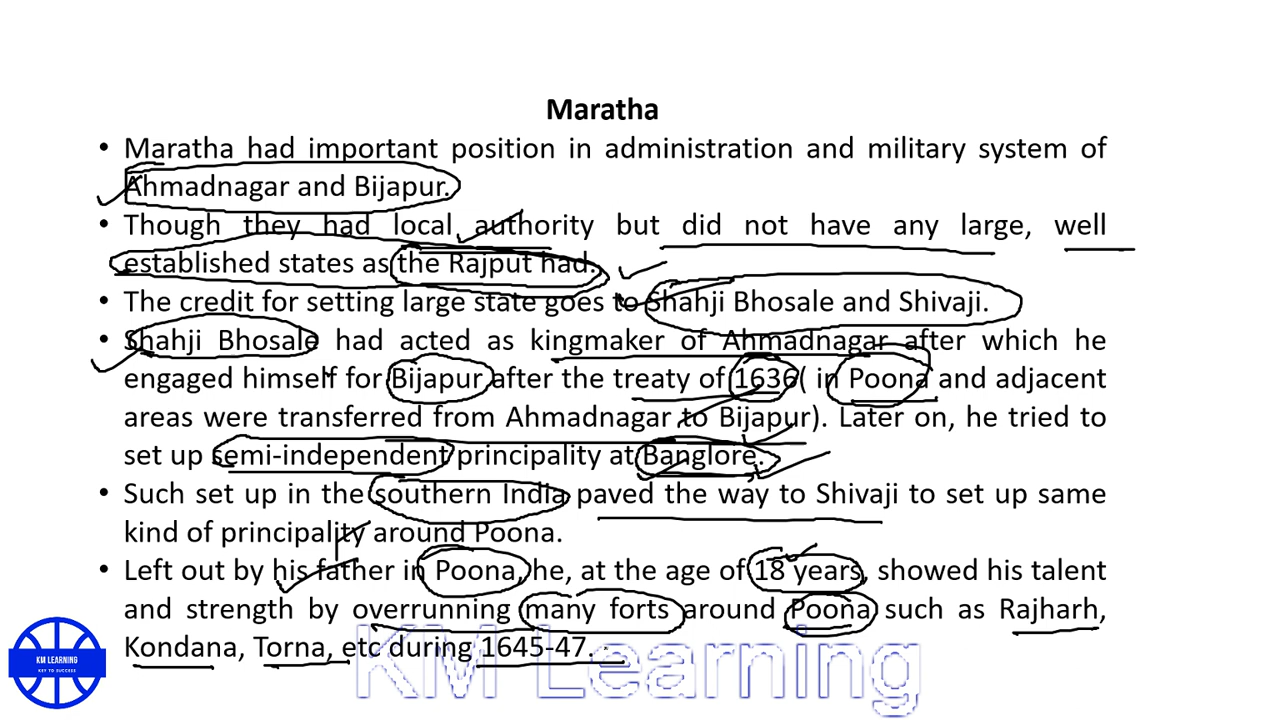 Maratha
• Maratha had important position in administration and military system of
Ahmadnagar and Bijapur.
• Though they had local authority but did not have any large, well
established states as the Rajput had.
• The credit for setting large state goes to Shahji Bhosale and Shivaji.
• Shahji Bhosale had acted as kingmaker of Ahmadnagar after which he
engaged himself for Bijapur after the treaty of 1636( in Poona and adjacent
areas were transferred from Ahmadnagar to Bijapur). Later on, he tried to
set up semi-independent principality at Banglore.
• Such set up in the southern India paved the way to Shivaji to set up same
kind of principality around Poona.
• Left out by his father in Poona, he, at the age of 18 years, showed his talent
and strength by overrunning many forts around Poona such as Rajharh,
Kondana, Torna, etc during 1645-47.
KM LEARNING
KEY TO SUCCESS
KM Learning